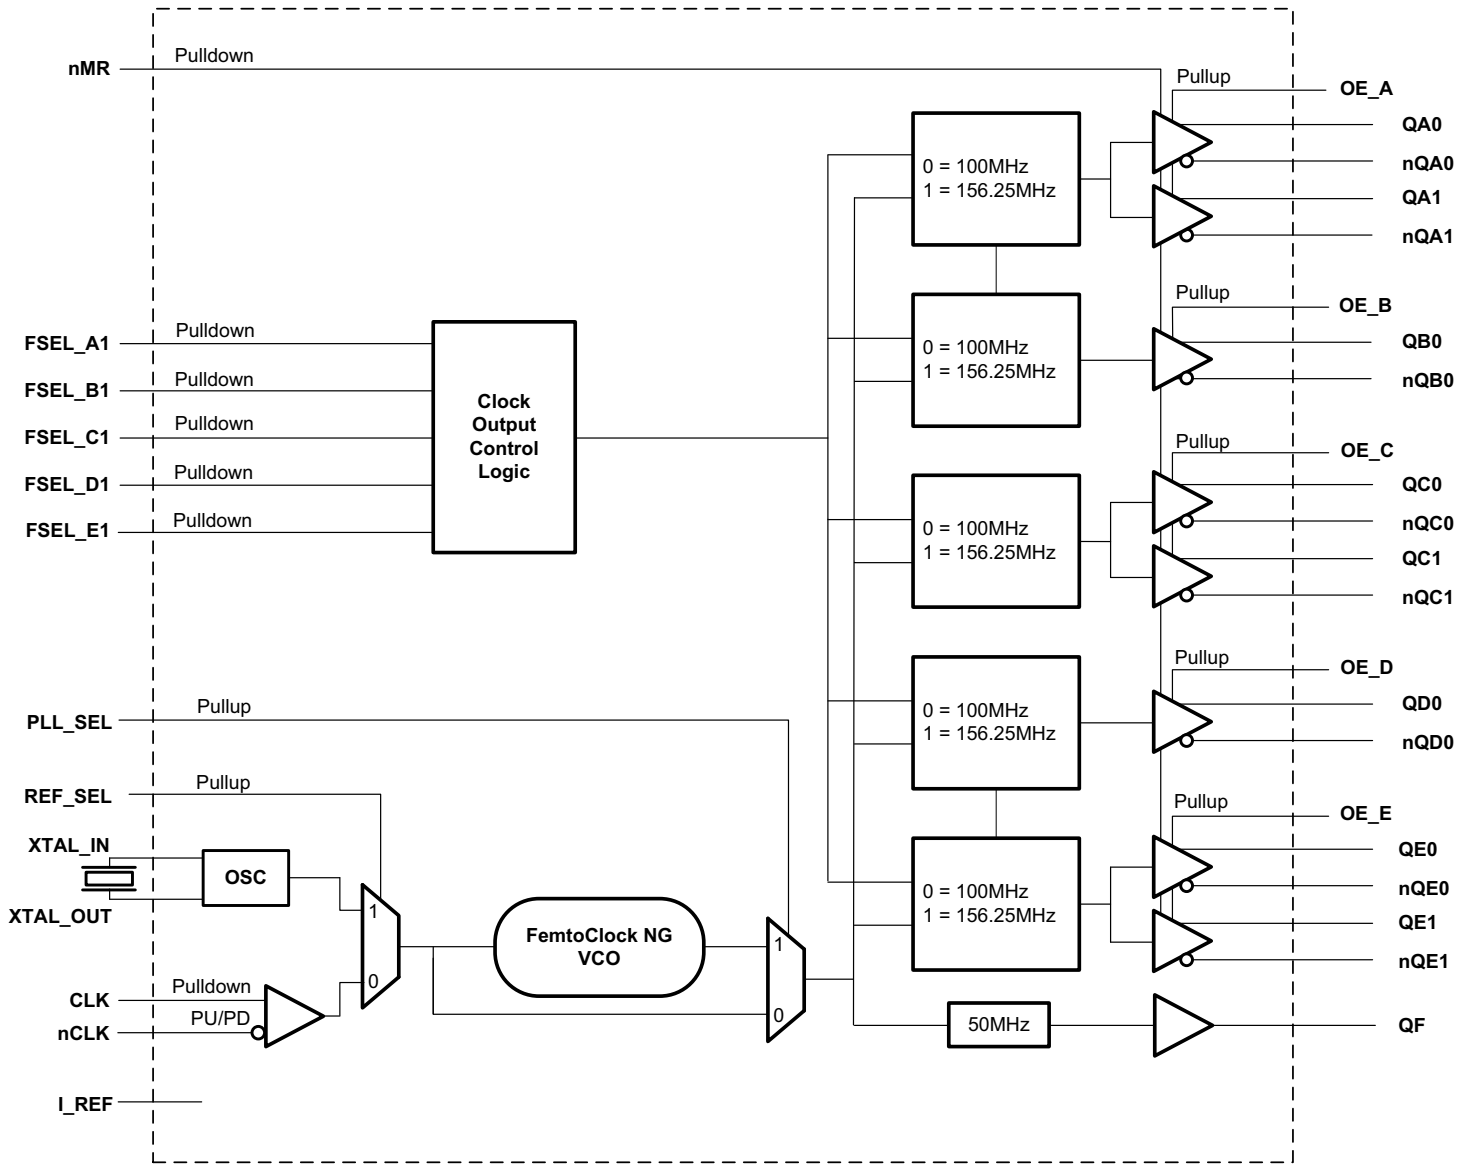 nMR
Pulldown
Pullup
OE_A
QA0
nQA0
QA1
nQA1
0 = 100MHz
1 = 156.25MHz
Pullup
OE_B
QB0
nQB0
0 = 100MHz
1 = 156.25MHz
FSEL_A1
Pulldown
FSEL_B1
Pulldown
FSEL_C1
Pulldown
FSEL_D1
Pulldown
FSEL_E1
Pulldown
Clock
Output
Control
Logic
Pullup
OE_C
QC0
nQC0
QC1
nQC1
0 = 100MHz
1 = 156.25MHz
Pullup
OE_D
QD0
nQD0
0 = 100MHz
1 = 156.25MHz
PLL_SEL
Pullup
REF_SEL
Pullup
XTAL_IN
XTAL_OUT
OSC
1
0
FemtoClock NG
VCO
1
0
CLK
Pulldown
nCLK
PU/PD
Pullup
OE_E
QE0
nQE0
QE1
nQE1
0 = 100MHz
1 = 156.25MHz
50MHz
QF
I_REF